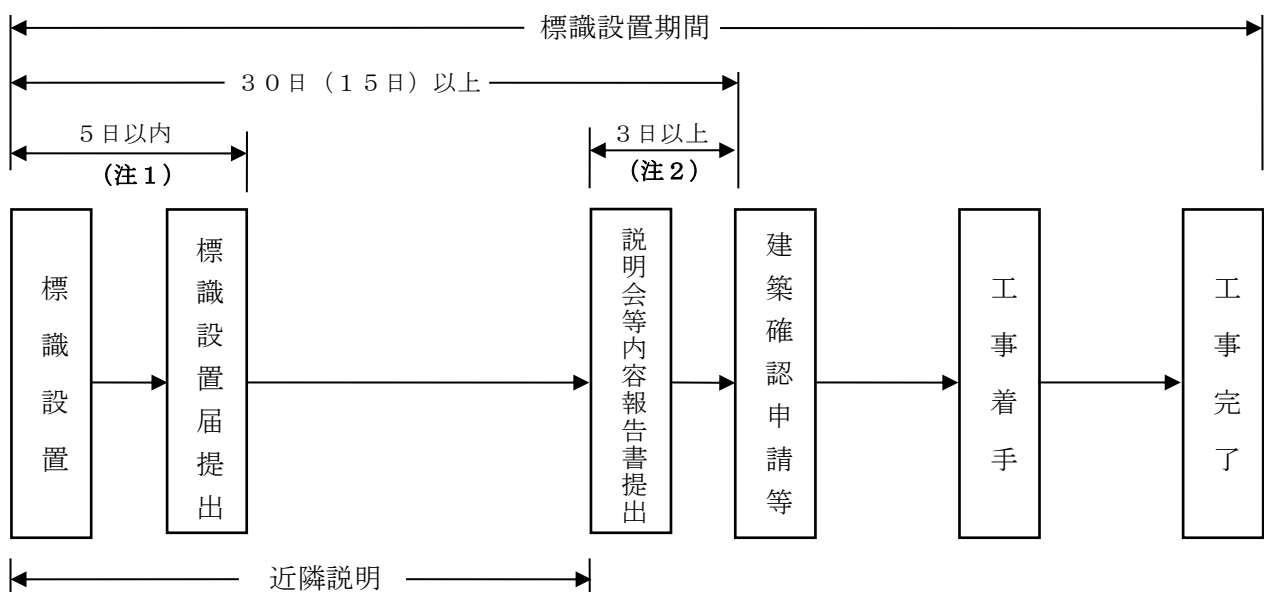 標識設置期間
３０日（１５日）以上
５日以内
(注１)
３日以上
(注２)
標識設置
標識設置届提出
説明会等内容報告書提出
建築確認申請等
工事着手
工事完了
近隣説明